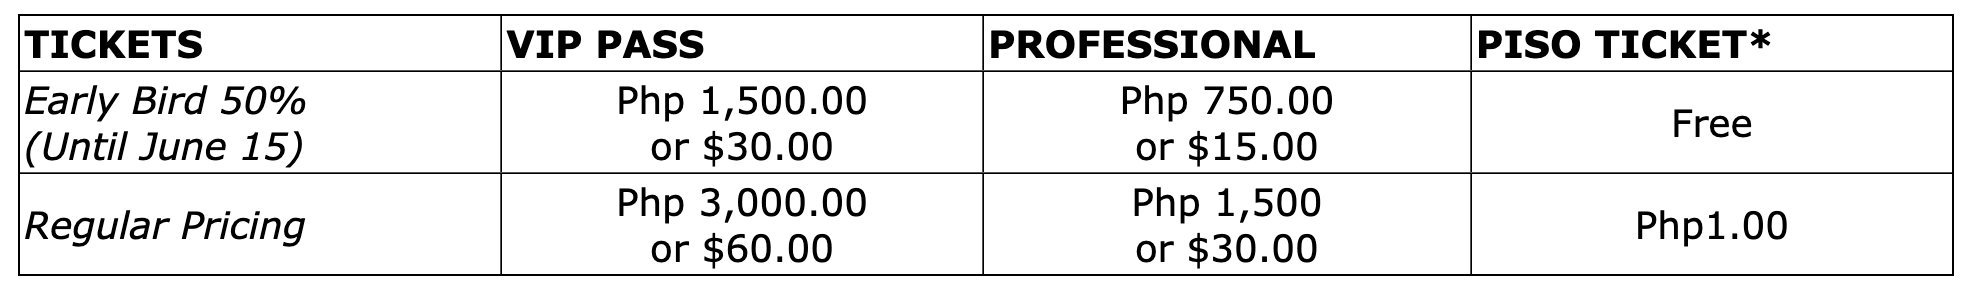 TICKETS
VIP PASS
PROFESSIONAL
PISO TICKET*
Early Bird 50%
(Until June 15)
Php 1,500.00
or $30.00
Php 750.00
or $15.00
Free
Regular Pricing
Php 3,000.00
or $60.00
Php 1,500
or $30.00
Php1.00